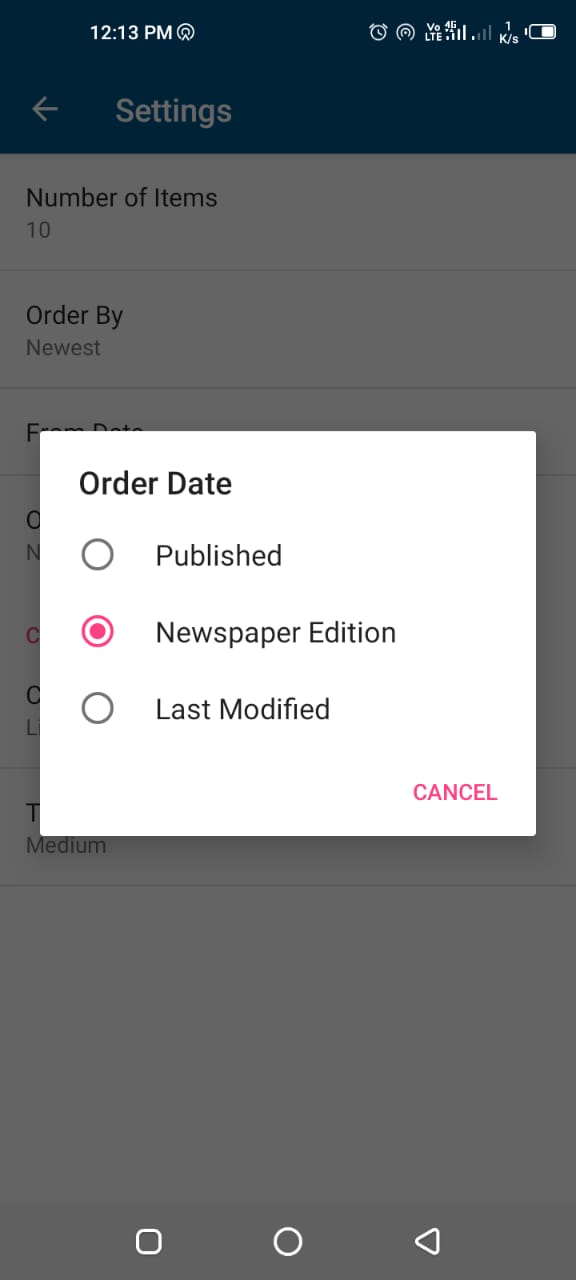 12:13 PM
Vo LTE 4G 1 K/s
Settings
Number of Items
10
Order By
Newest
From Date
Order Date
Published
Newspaper Edition
Last Modified
CANCEL
Medium